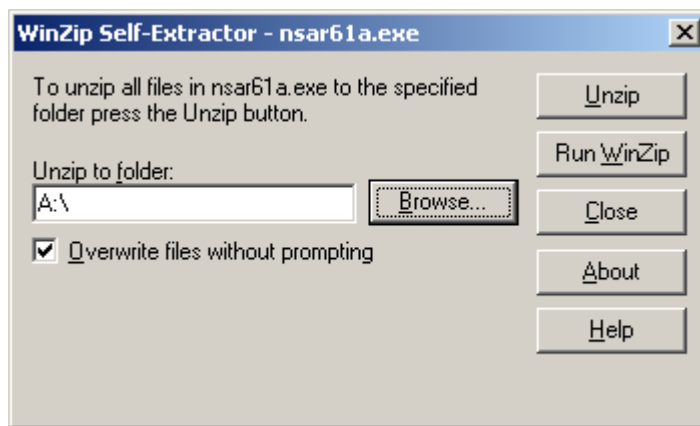 WinZip Self-Extractor - nsar61a.exe
To unzip all files in nsar61a.exe to the specified
folder press the Unzip button.
Unzip to folder:
A:\
Browse...
Overwrite files without prompting
Unzip
Run WinZip
Close
About
Help